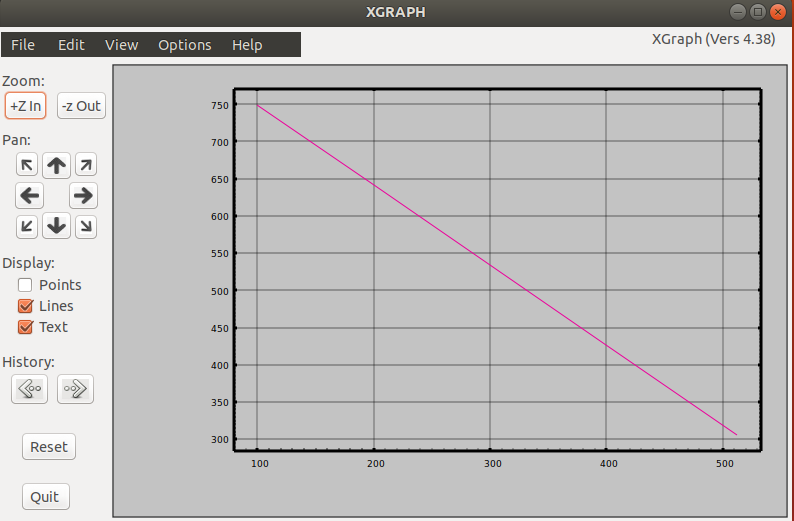 XGRAPH
File Edit View Options Help
XGraph (Vers 4.38)
Zoom:
+Z In -z Out
Pan:
Display:
Points
Lines
Text
History:
Reset
Quit
750
700
650
600
550
500
450
400
350
300
100 200 300 400 500